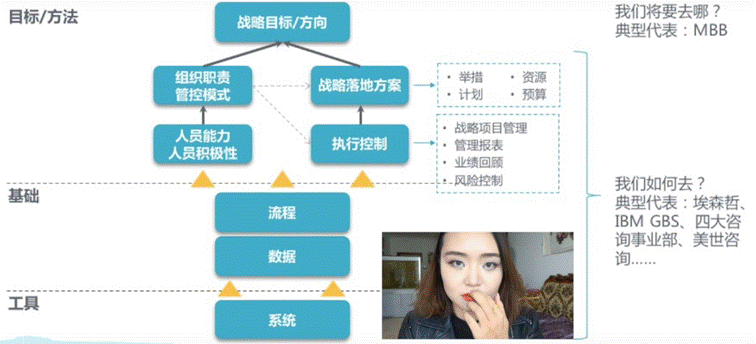 目标/方法
战略目标/方向
我们将要去哪？
典型代表：MBB
组织职责
管控模式
战略落地方案
• 举措
• 资源
• 计划
• 预算
人员能力
人员积极性
执行控制
• 战略项目管理
• 管理报表
• 业绩回顾
• 风险控制
我们如何去？
典型代表：埃森哲、
IBM GBS、四大咨
询事业部、美世咨
询……
基础
流程
数据
工具
系统